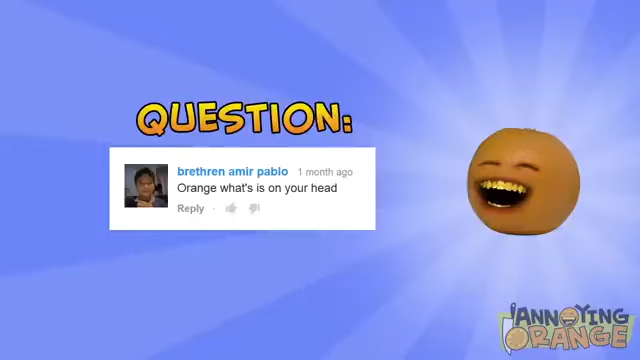 QUESTION:
brethren amir pablo 1 month ago
Orange what's is on your head
Reply ·
ANNOYING
ORANGE